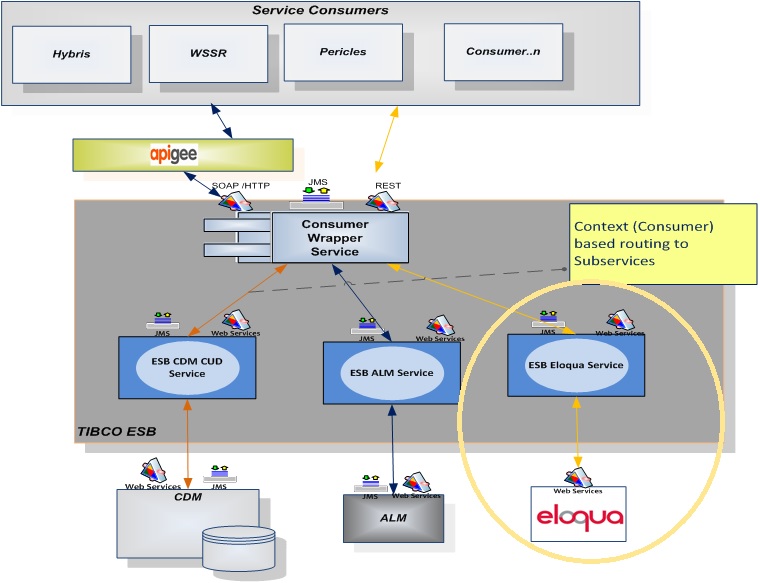 Service Consumers
Hybris
WSSR
Pericles
Consumer..n
apigee
SOAP /HTTP
JMS
REST
Consumer
Wrapper
Service
Context (Consumer)
based routing to
Subservices
JMS
Web Services
JMS
Web Services
JMS
Web Services
ESB CDM CUD
Service
ESB ALM Service
ESB Eloqua Service
TIBCO ESB
Web Services
JMS
CDM
JMS
Web Services
ALM
Web Services
eloqua